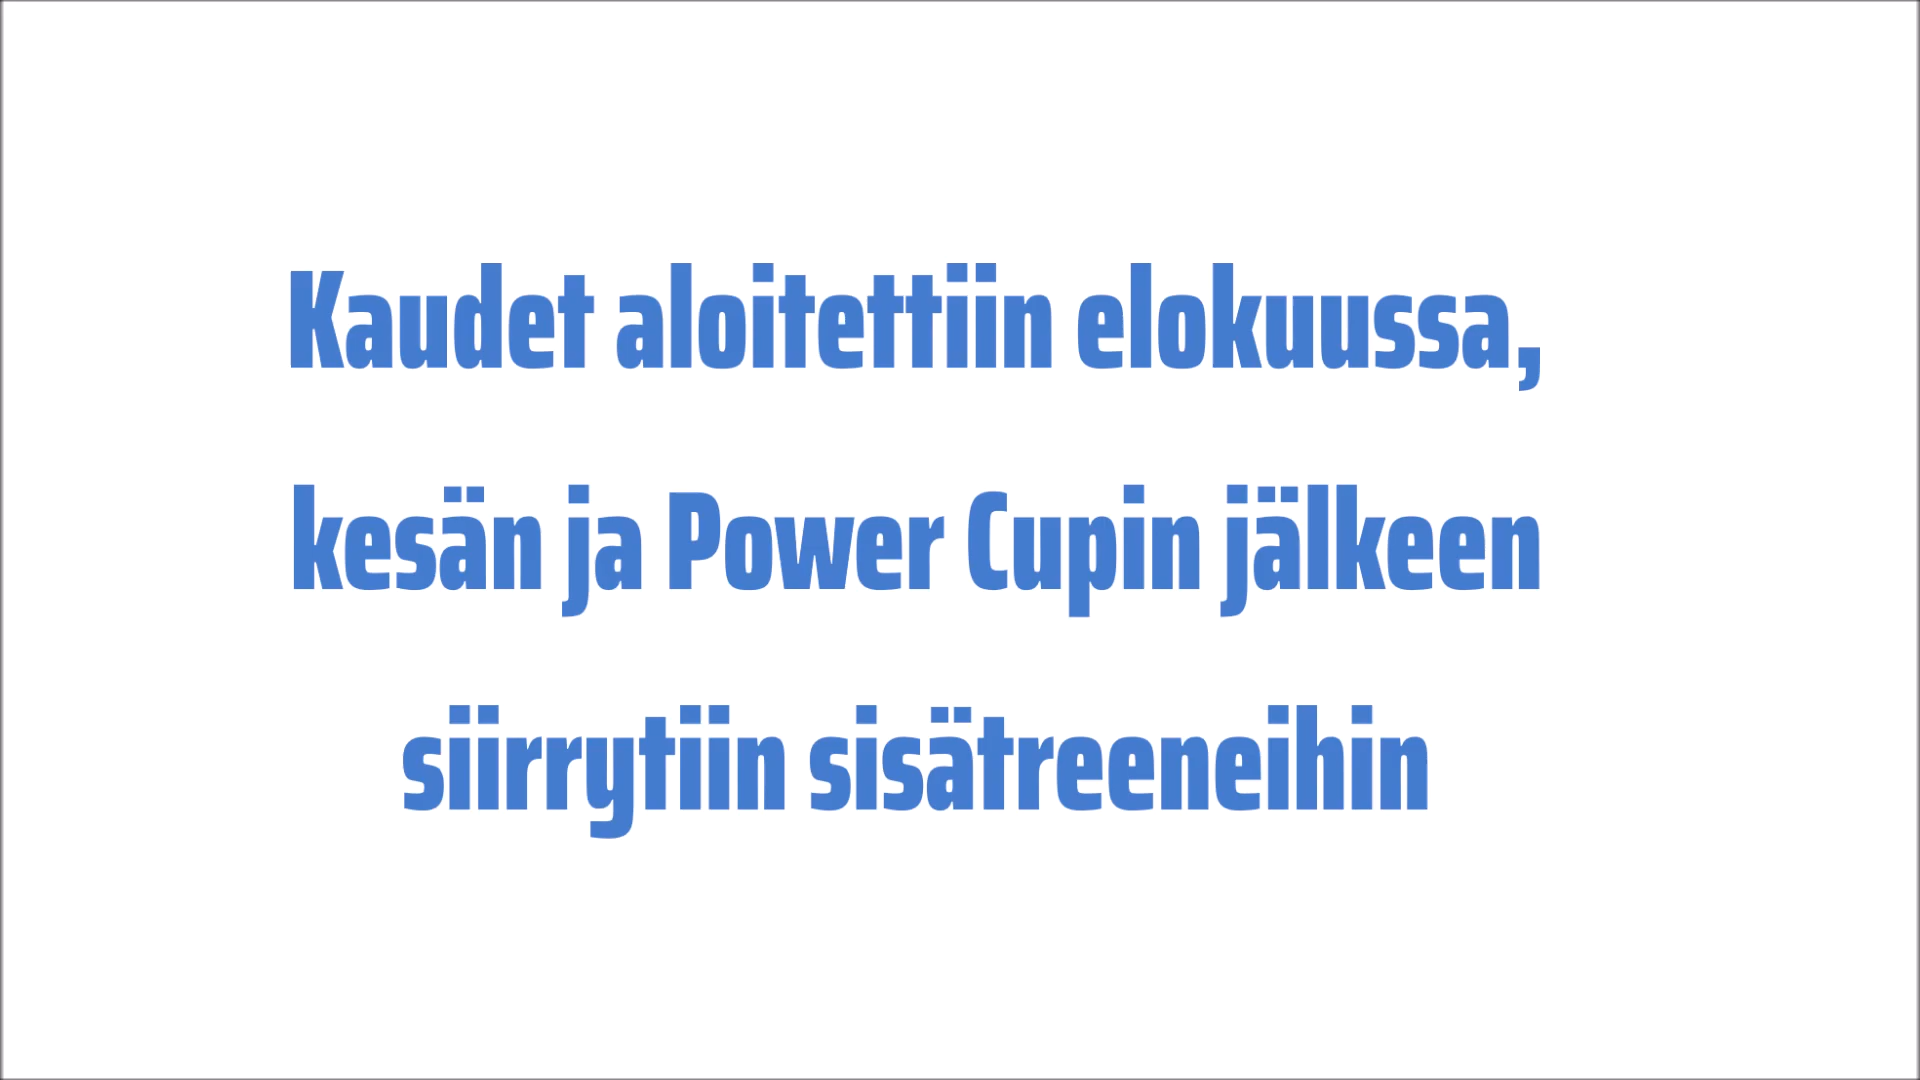 Kaudet aloitettiin elokuussa,
kesän ja Power Cupin jälkeen
siirrytiin sisätreeneihin